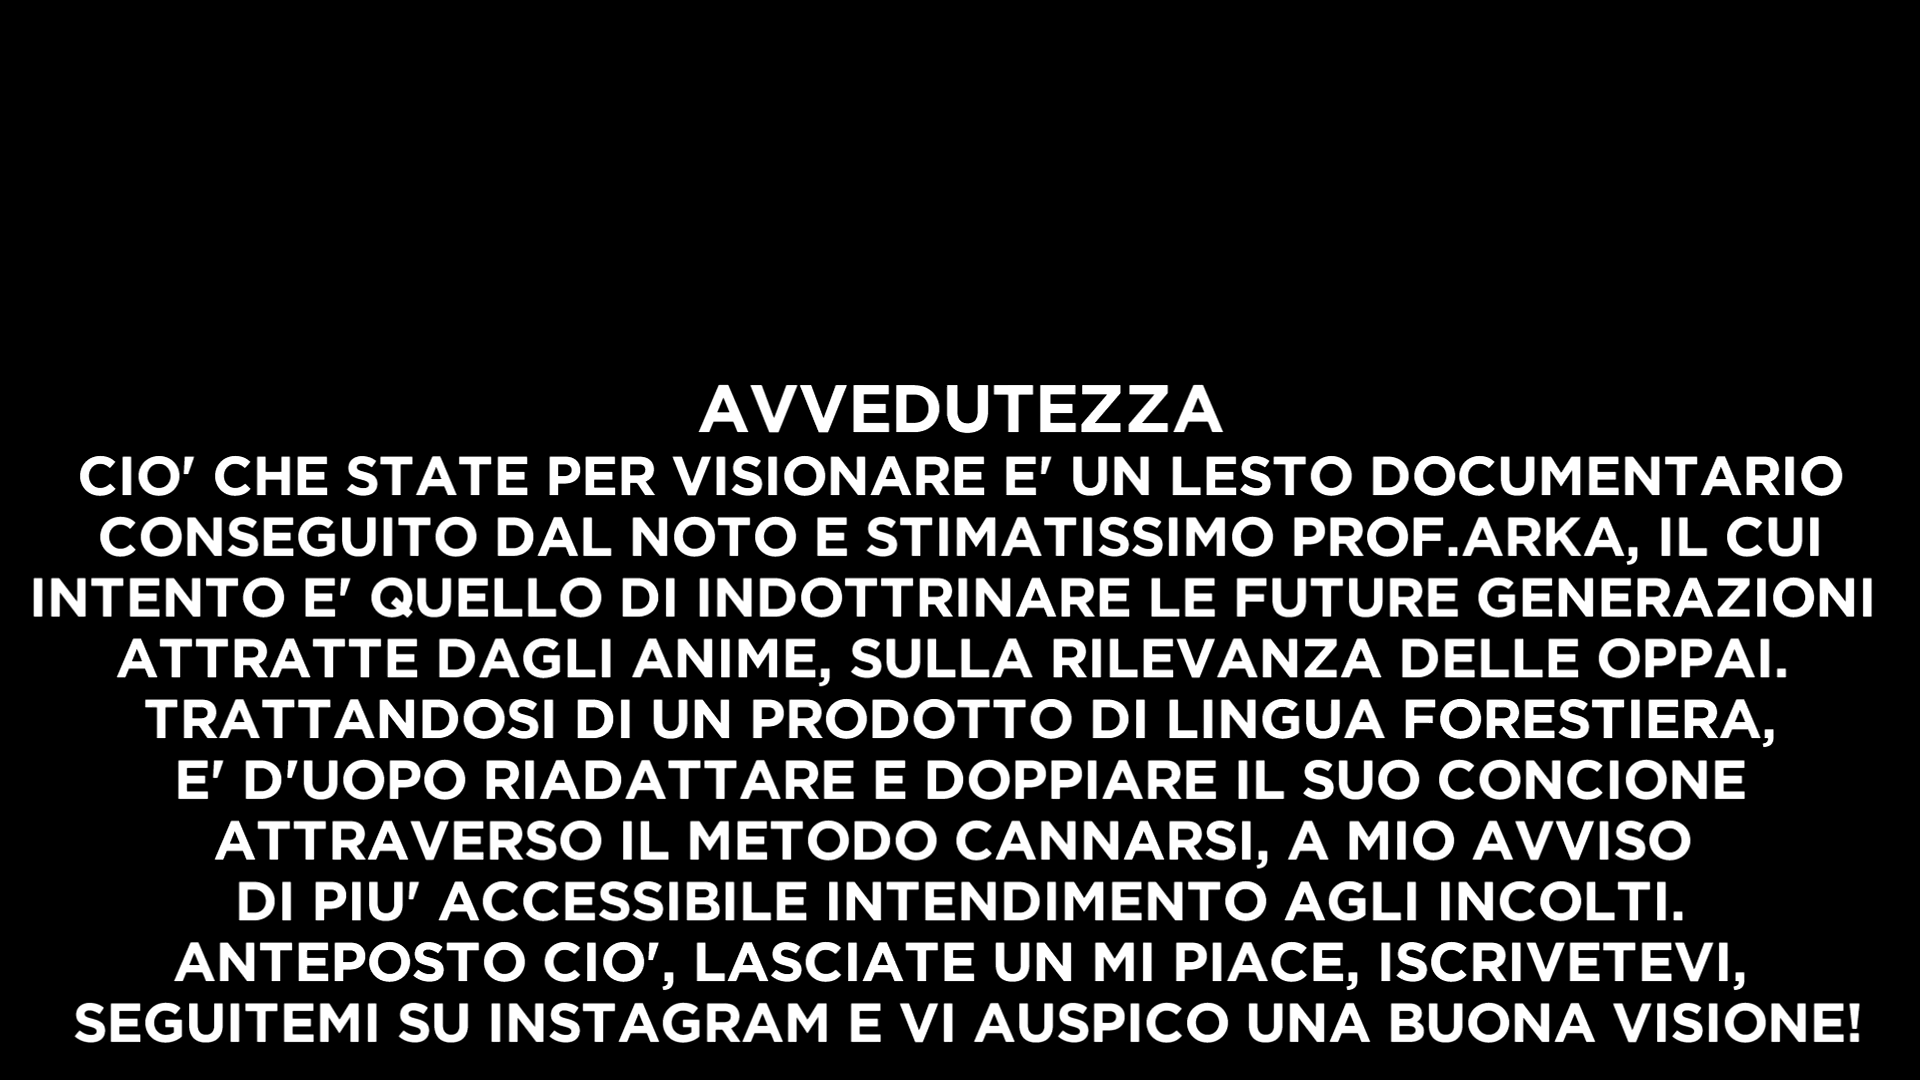 AVVEDUTEZZA
CIO' CHE STATE PER VISIONARE E' UN LESTO DOCUMENTARIO
CONSEGUITO DAL NOTO E STIMATISSIMO PROF.ARKA, IL CUI
INTENTO E' QUELLO DI INDOTTRINARE LE FUTURE GENERAZIONI
ATTRATTE DAGLI ANIME, SULLA RILEVANZA DELLE OPPAI.
TRATTANDOSI DI UN PRODOTTO DI LINGUA FORESTIERA,
E' D'UOPO RIADATTARE E DOPPIARE IL SUO CONCIONE
ATTRAVERSO IL METODO CANNARSI, A MIO AVVISO
DI PIU' ACCESSIBILE INTENDIMENTO AGLI INCOLTI.
ANTEPOSTO CIO', LASCIATE UN MI PIACE, ISCRIVETEVI,
SEGUITEMI SU INSTAGRAM E VI AUSPICO UNA BUONA VISIONE!